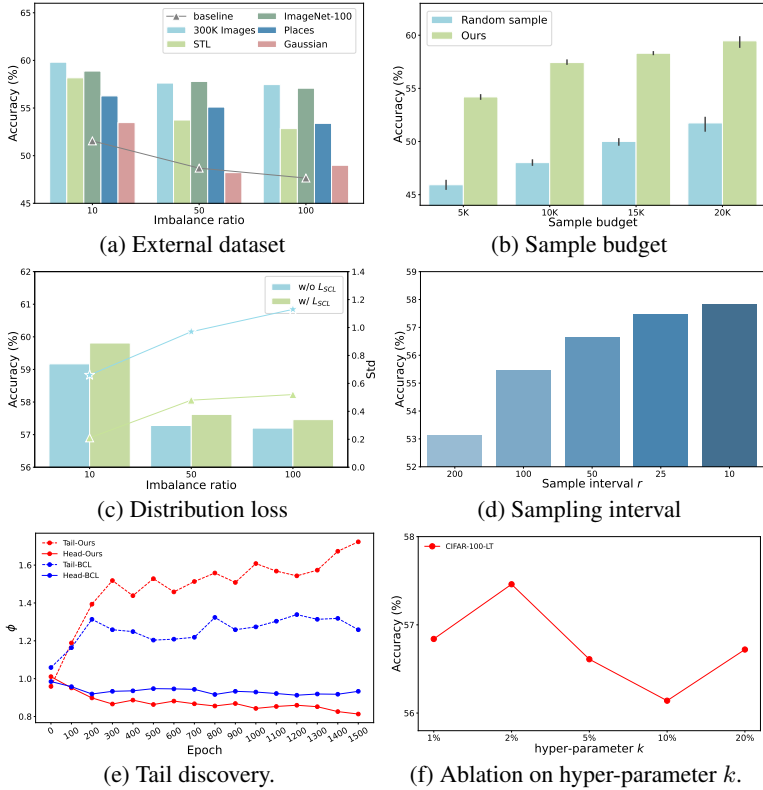 baseline
300K Images
STL
ImageNet-100
Places
Gaussian
Accuracy (%)
60
55
50
45
10 50 100
Imbalance ratio
(a) External dataset
Random sample
Ours
Accuracy (%)
60
55
50
45
5K 10K 15K 20K
Sample budget
(b) Sample budget
w/o L_SCL
w/ L_SCL
Accuracy (%)
62
61
60
59
58
57
56
Std
1.4
1.2
1.0
0.8
0.6
0.4
0.2
0.0
10 50 100
Imbalance ratio
(c) Distribution loss
Accuracy (%)
59
58
57
56
55
54
53
52
200 100 50 25 10
Sample interval r
(d) Sampling interval
Tail-Ours
Head-Ours
Tail-BCL
Head-BCL
ϕ
1.6
1.4
1.2
1.0
0.8
0 100 200 300 400 500 600 700 800 900 1000 1100 1200 1300 1400 1500
Epoch
(e) Tail discovery.
CIFAR-100-LT
Accuracy (%)
58
57
56
1% 2% 5% 10% 20%
hyper-parameter k
(f) Ablation on hyper-parameter k.